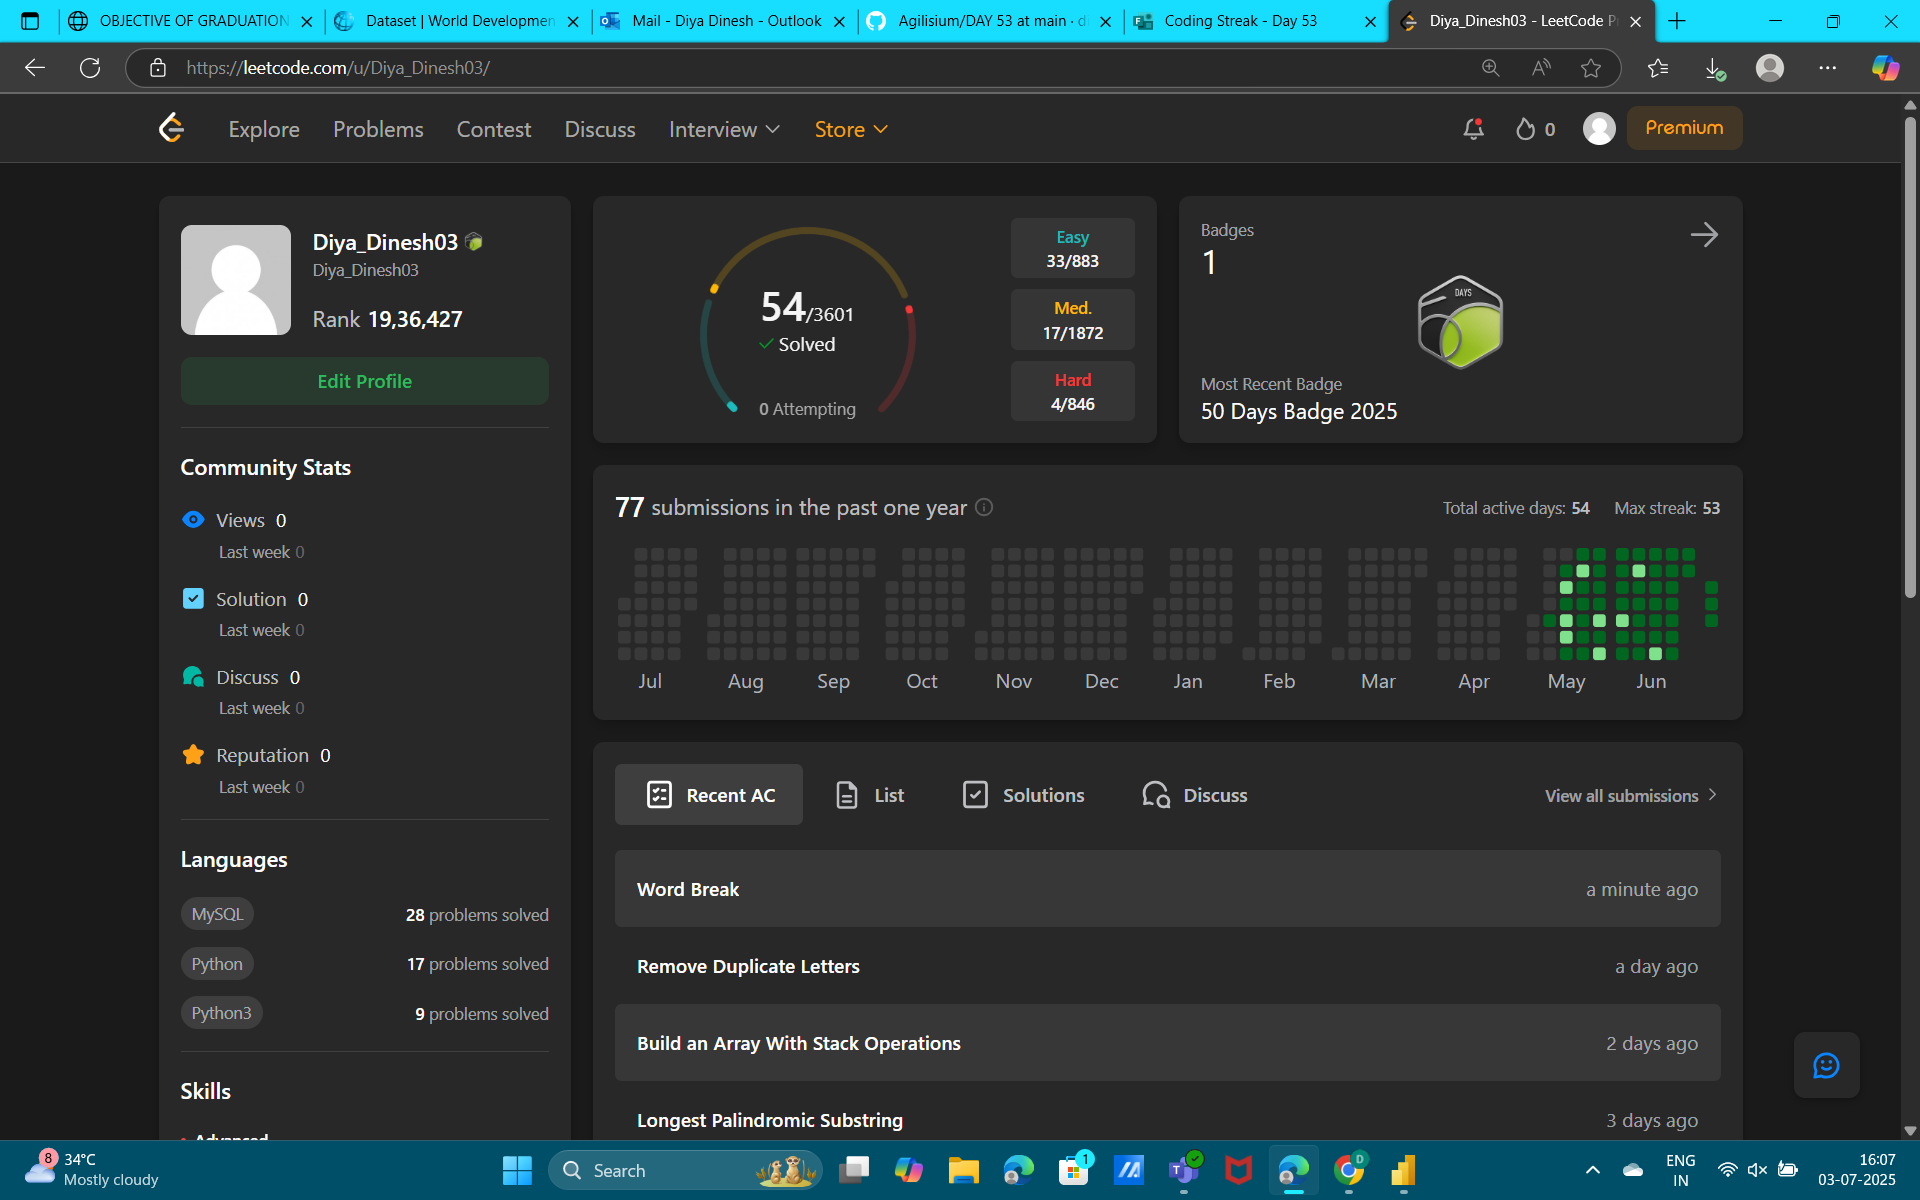 OBJECTIVE OF GRADUATION
Dataset | World Developmen
Mail - Diya Dinesh - Outlook
Agilisium/DAY 53 at main · d
Coding Streak - Day 53
Diya_Dinesh03 - LeetCode P
https://leetcode.com/u/Diya_Dinesh03/
Explore
Problems
Contest
Discuss
Interview
Store
0
Premium
Diya_Dinesh03
Diya_Dinesh03
Rank 19,36,427
Edit Profile
Community Stats
Views 0
Last week 0
Solution 0
Last week 0
Discuss 0
Last week 0
Reputation 0
Last week 0
Languages
MySQL 28 problems solved
Python 17 problems solved
Python3 9 problems solved
Skills
Advanced
54/3601
Solved
0 Attempting
Easy
33/883
Med.
17/1872
Hard
4/846
Badges
1
DAYS
Most Recent Badge
50 Days Badge 2025
77 submissions in the past one year
Total active days: 54 Max streak: 53
Jul Aug Sep Oct Nov Dec Jan Feb Mar Apr May Jun
Recent AC
List
Solutions
Discuss
View all submissions
Word Break a minute ago
Remove Duplicate Letters a day ago
Build an Array With Stack Operations 2 days ago
Longest Palindromic Substring 3 days ago
8
34°C
Mostly cloudy
Search
1
D
ENG
IN
16:07
03-07-2025